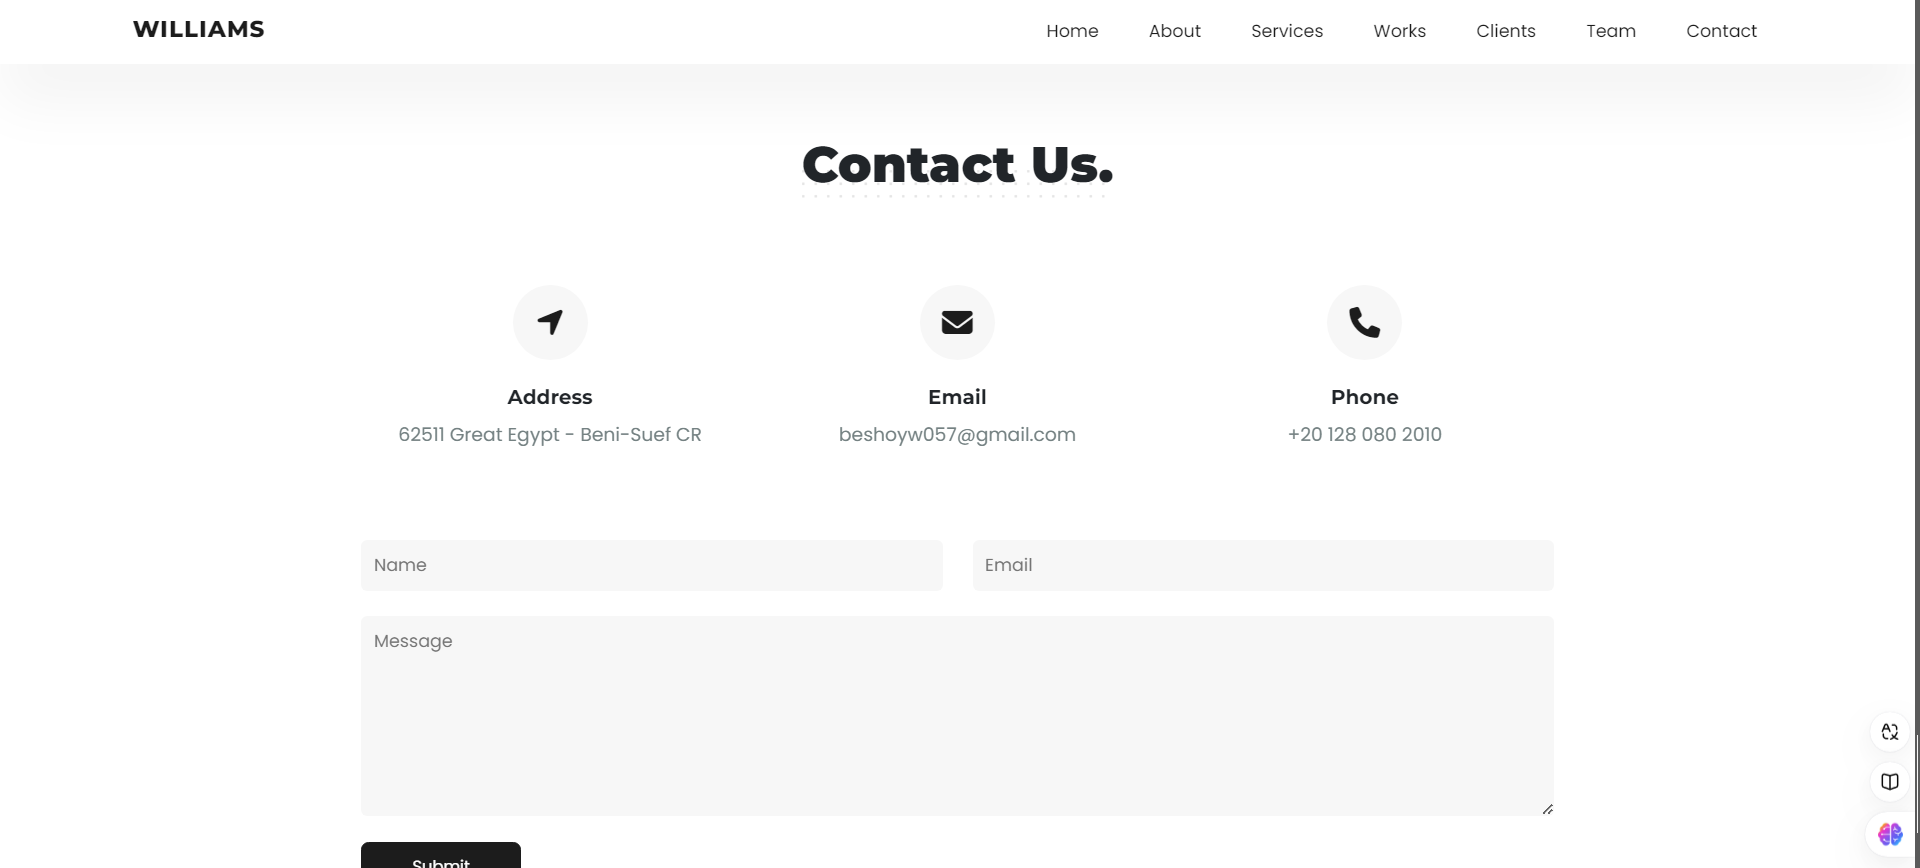 WILLIAMS
Home About Services Works Clients Team Contact
Contact Us.
Address
62511 Great Egypt - Beni-Suef CR
Email
beshoyw057@gmail.com
Phone
+20 128 080 2010
Name
Email
Message
Submit